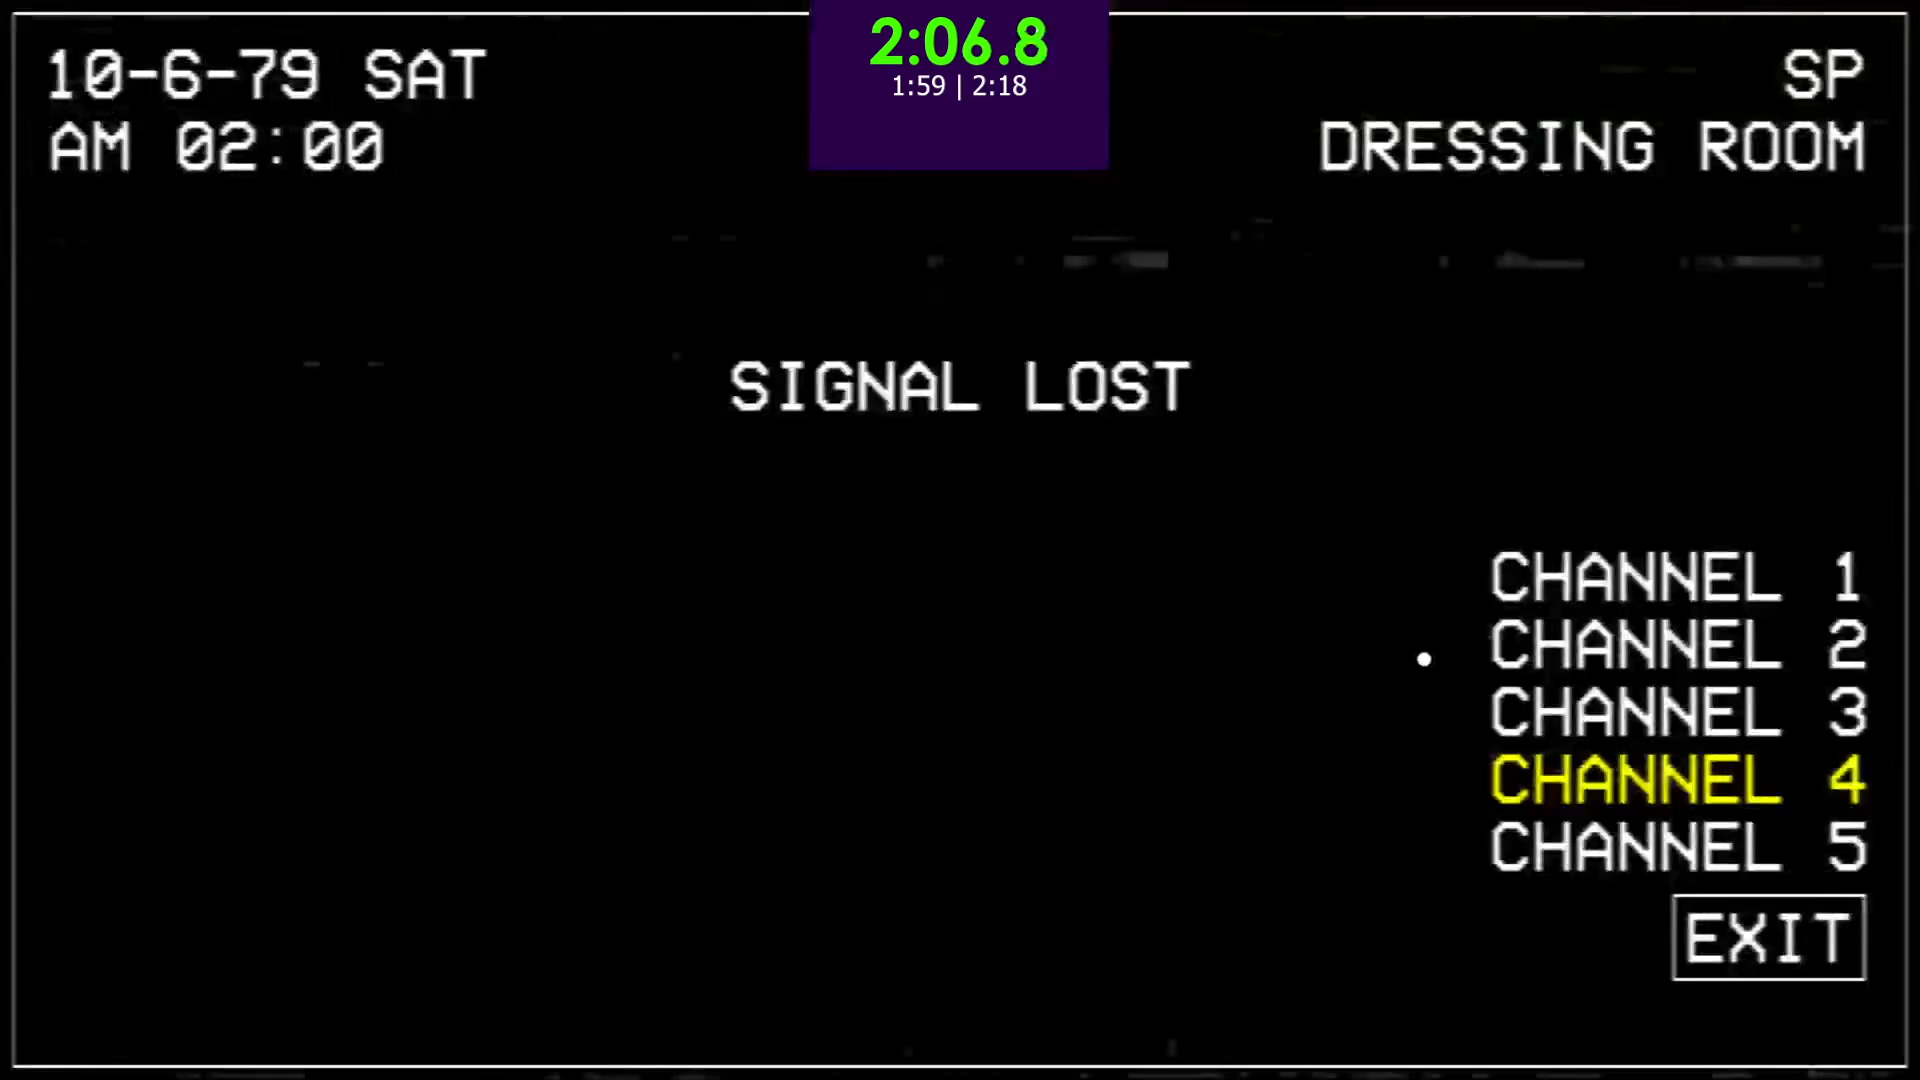 10-6-79 SAT
AM 02:00
2:06.8
1:59 | 2:18
SP
DRESSING ROOM
SIGNAL LOST
CHANNEL 1
CHANNEL 2
CHANNEL 3
CHANNEL 4
CHANNEL 5
EXIT